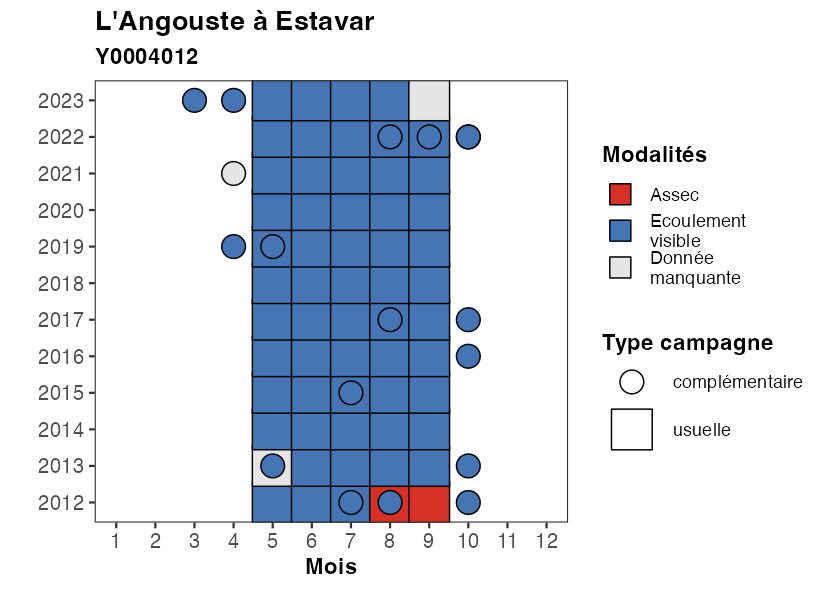 L'Angouste à Estavar
Y0004012
2023
2022
2021
2020
2019
2018
2017
2016
2015
2014
2013
2012
1 2 3 4 5 6 7 8 9 10 11 12
Mois
Modalités
Assec
Ecoulement
visible
Donnée
manquante
Type campagne
complémentaire
usuelle